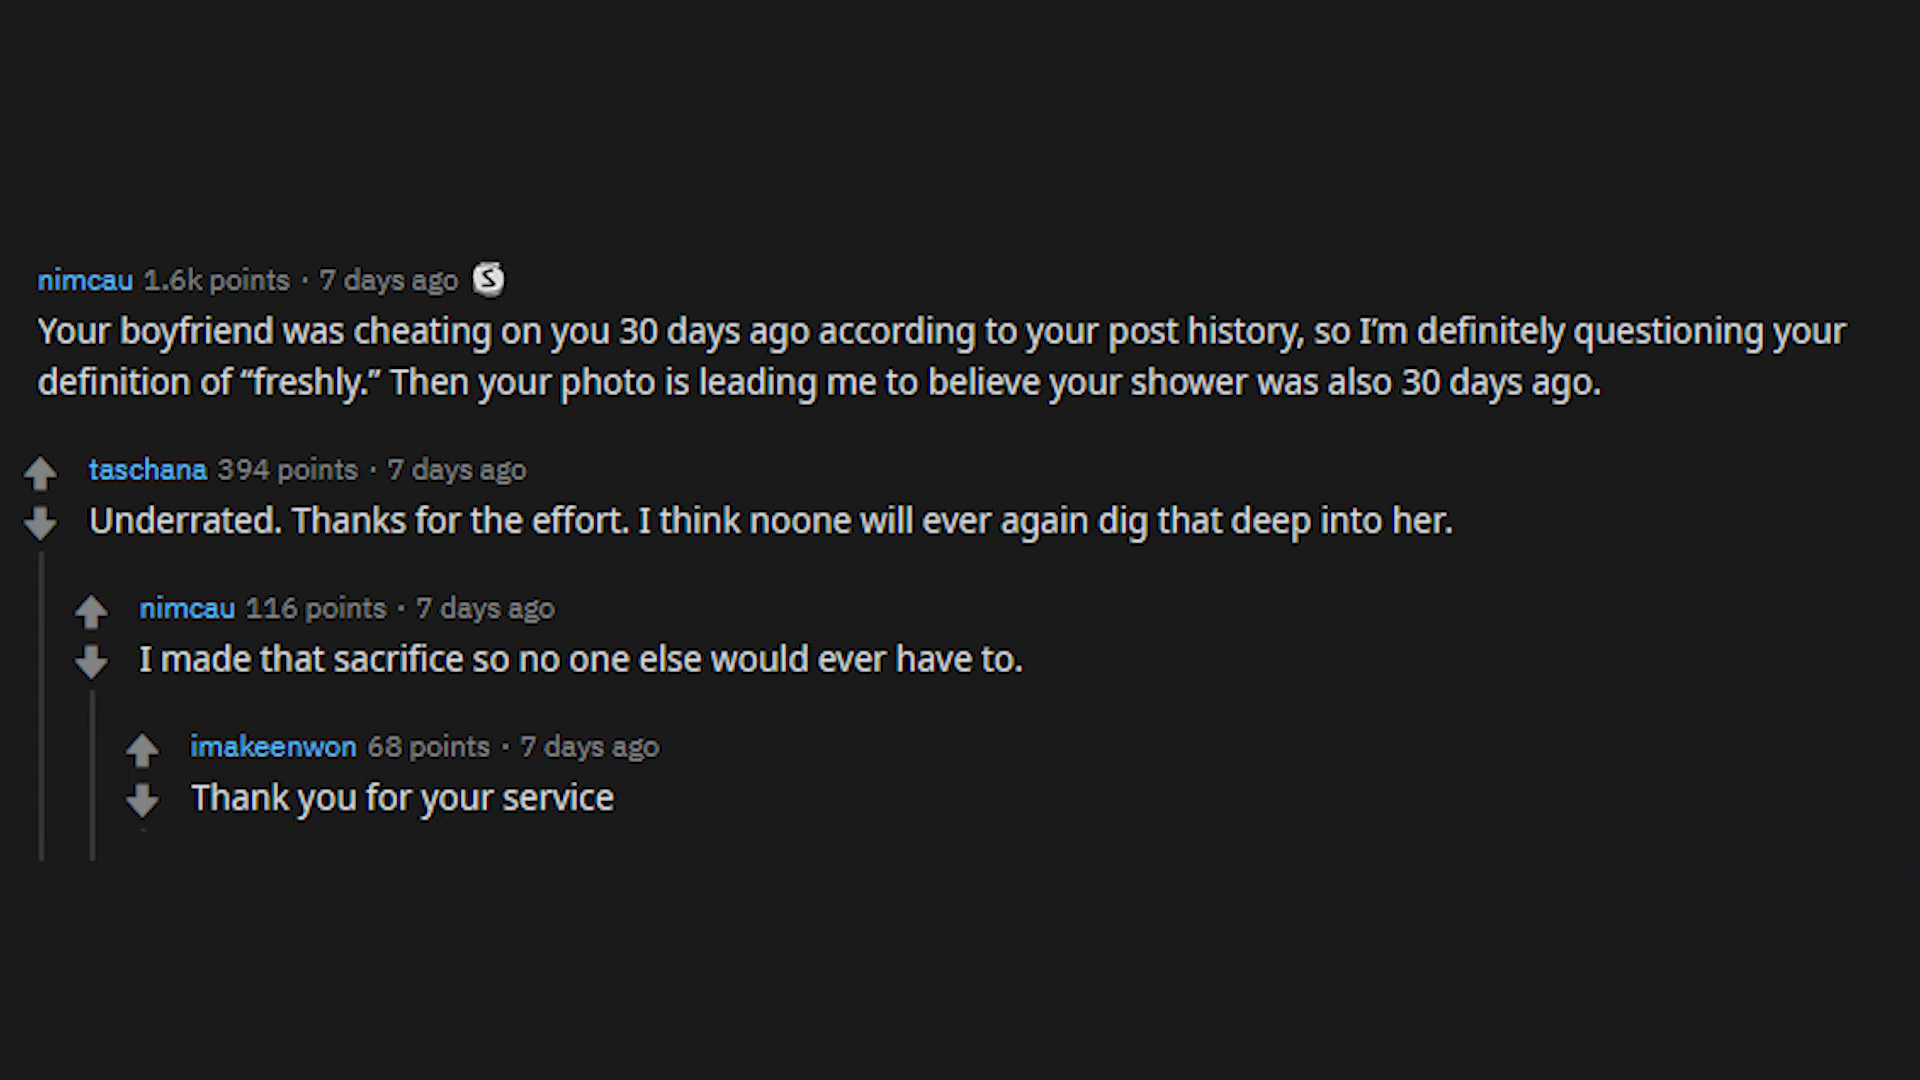 nimcau 1.6k points · 7 days ago S
Your boyfriend was cheating on you 30 days ago according to your post history, so I’m definitely questioning your
definition of “freshly.” Then your photo is leading me to believe your shower was also 30 days ago.
taschana 394 points · 7 days ago
Underrated. Thanks for the effort. I think noone will ever again dig that deep into her.
nimcau 116 points · 7 days ago
I made that sacrifice so no one else would ever have to.
imakeenwon 68 points · 7 days ago
Thank you for your service